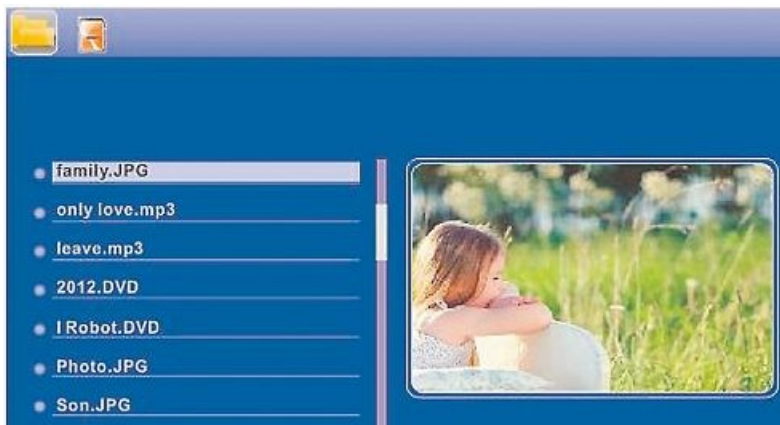 family.JPG
only love.mp3
leave.mp3
2012.DVD
I Robot.DVD
Photo.JPG
Son.JPG